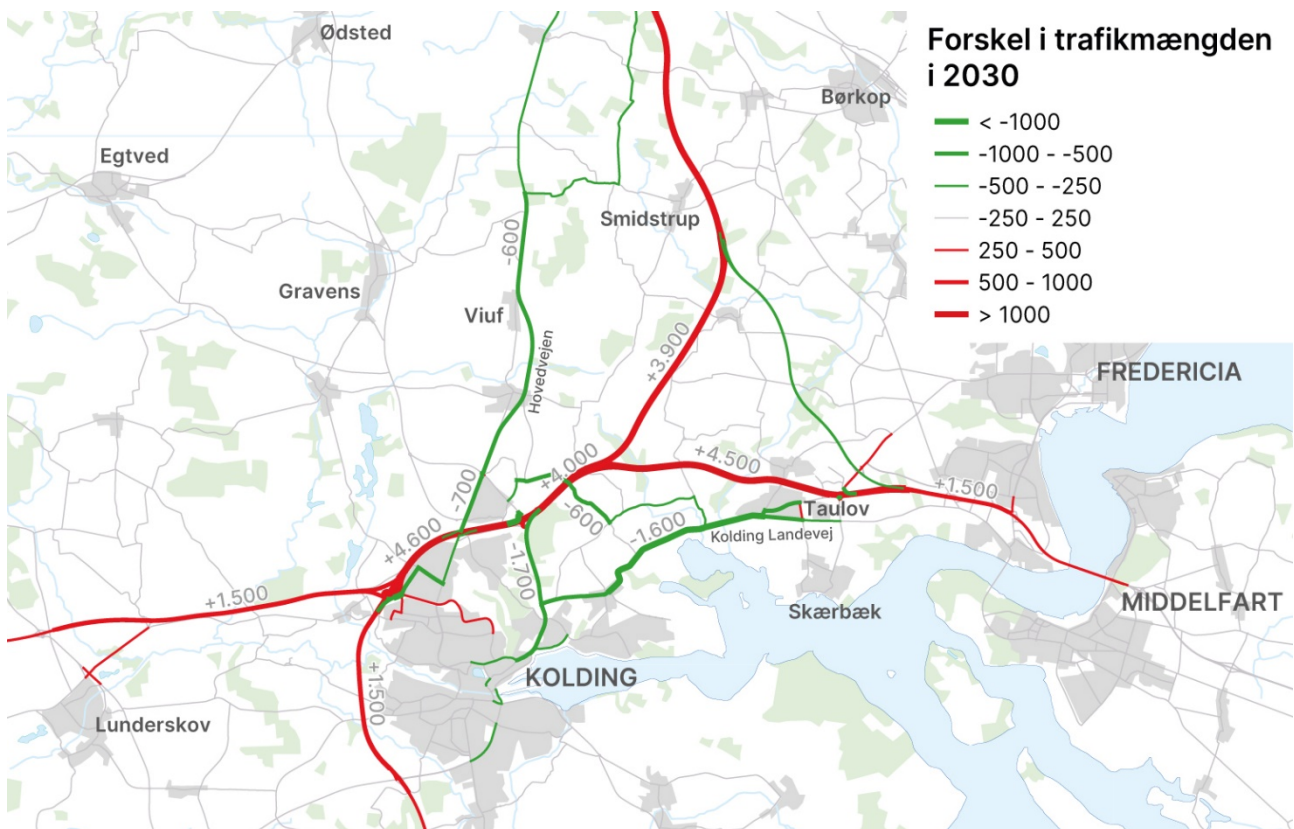 Forskel i trafikmængden
i 2030
< -1000
-1000 - -500
-500 - -250
-250 - 250
250 - 500
500 - 1000
> 1000
Ødsted
Børkop
Egtved
Smidstrup
-600
Gravens
Viuf
Hovedvejen
+3.900
FREDERICIA
+4.000
+4.500
-700
+1.500
-600
Taulov
-1.600
Kolding Landevej
+4.600
-1.700
+1.500
MIDDELFART
Skærbæk
KOLDING
+1.500
Lunderskov